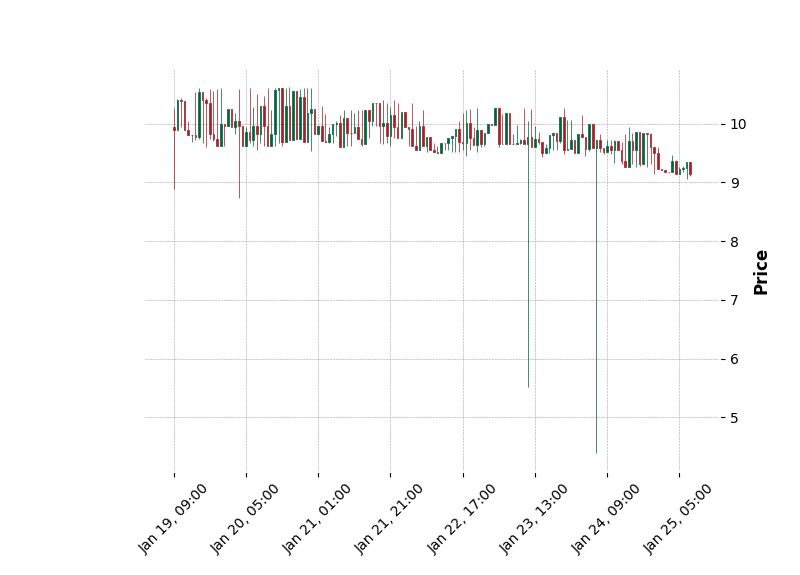 10
9
8
7
6
5
Price
Jan 19, 09:00
Jan 20, 05:00
Jan 21, 01:00
Jan 21, 21:00
Jan 22, 17:00
Jan 23, 13:00
Jan 24, 09:00
Jan 25, 05:00